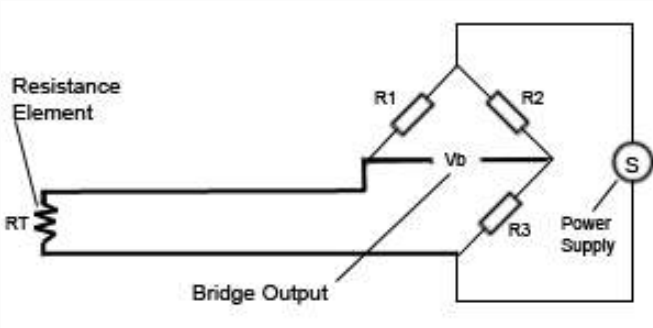 Resistance
Element
R1
R2
Vb
S
RT
R3
Power
Supply
Bridge Output